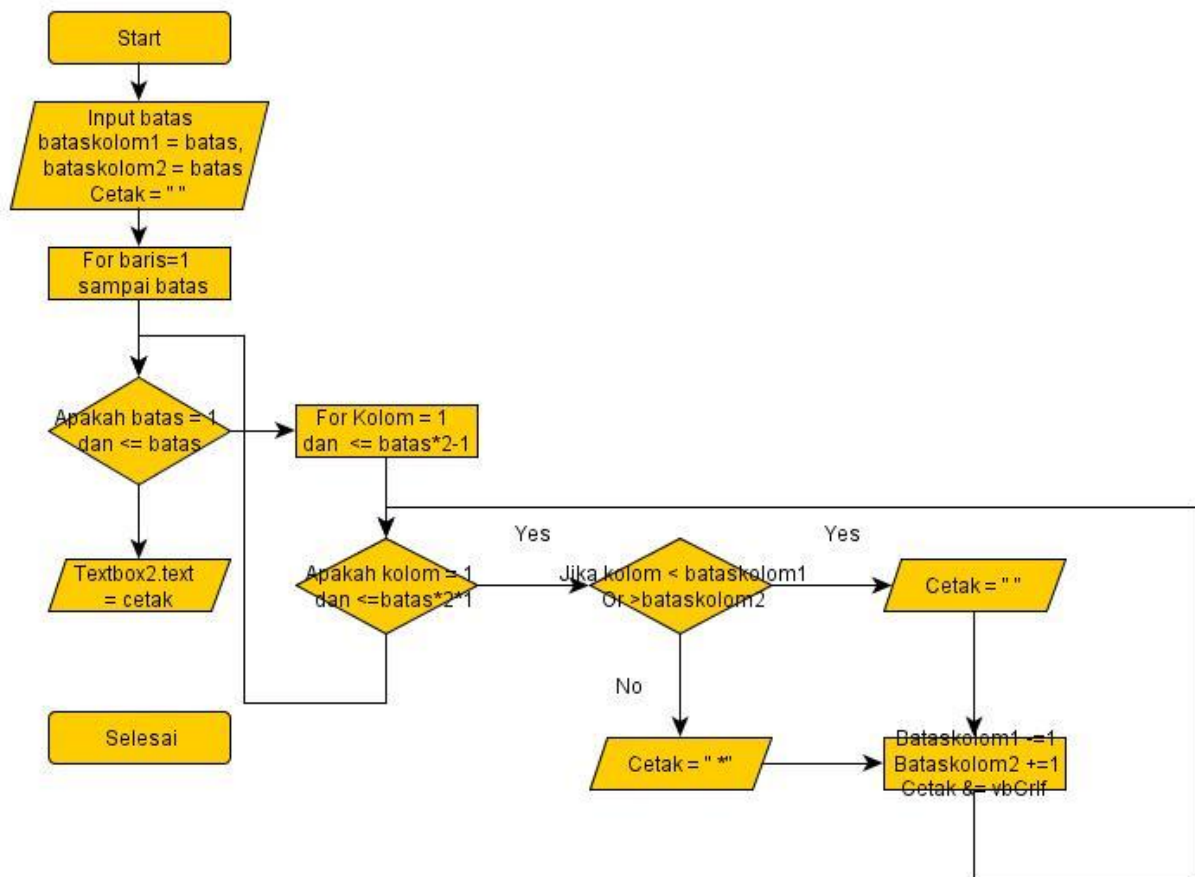 Start
Input batas
bataskolom1 = batas,
bataskolom2 = batas
Cetak = " "
For baris=1
sampai batas
Apakah batas = 1
dan <= batas
For Kolom = 1
dan <= batas*2-1
Textbox2.text
= cetak
Apakah kolom = 1
dan <=batas*2*1
Yes
Jika kolom < bataskolom1
Or >bataskolom2
Yes
Cetak = " "
No
Cetak = " *"
Bataskolom1 -=1
Bataskolom2 +=1
Cetak &= vbCrlf
Selesai